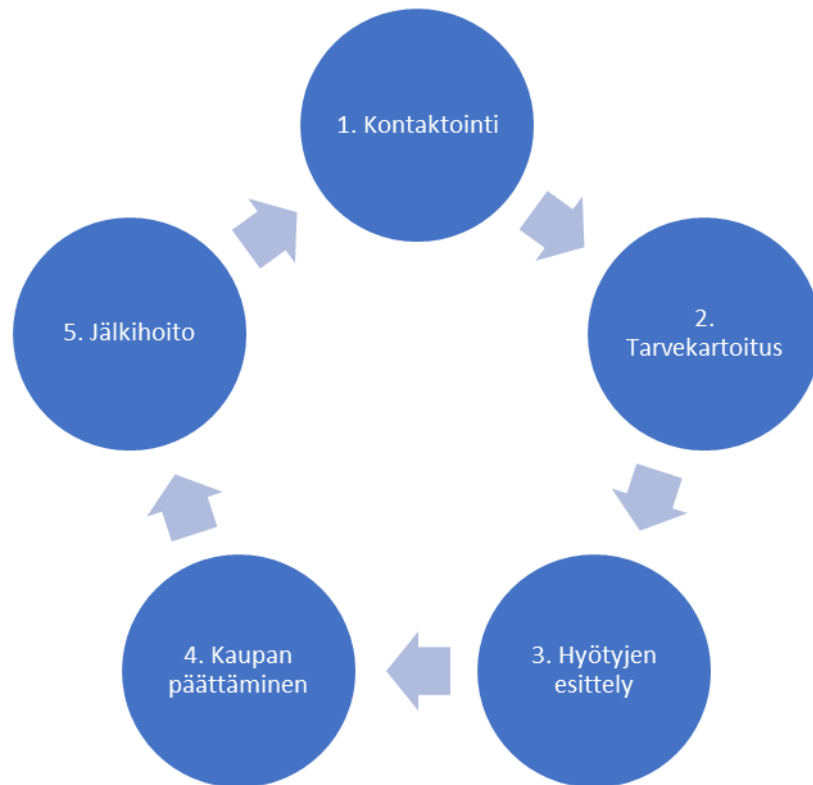 1. Kontaktointi
2.
Tarvekartoitus
3. Hyötyjen
esittely
4. Kaupan
päättäminen
5. Jälkihoito